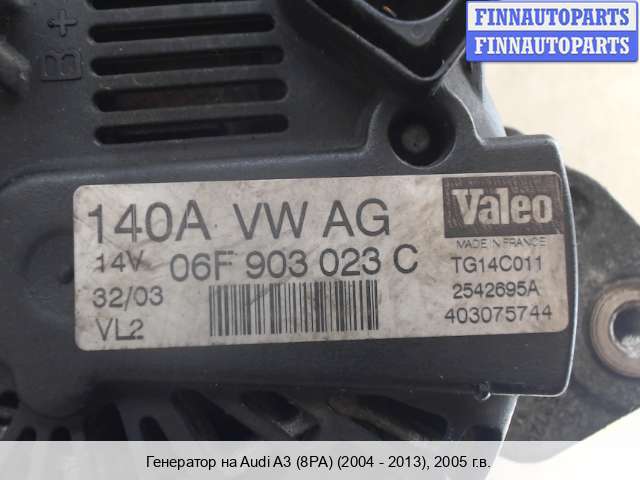 FINNAUTOPARTS
FINNAUTOPARTS
B+
140A VW AG
14V 06F 903 023 C
32/03
VL2
Valeo
MADE IN FRANCE
TG14C011
2542695A
403075744
Генератор на Audi A3 (8PA) (2004 - 2013), 2005 г.в.